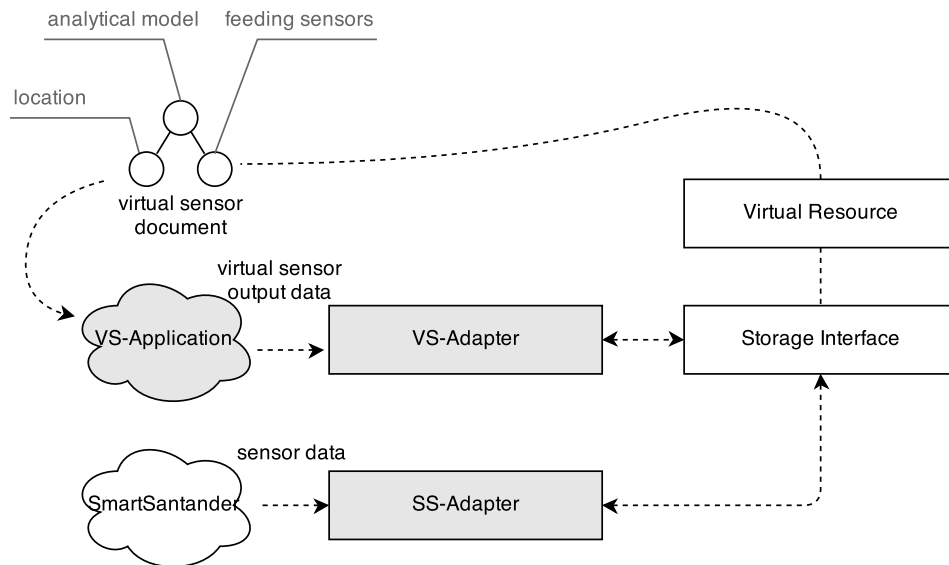 analytical model
feeding sensors
location
virtual sensor
document
Virtual Resource
virtual sensor
output data
VS-Application
VS-Adapter
Storage Interface
sensor data
SmartSantander
SS-Adapter